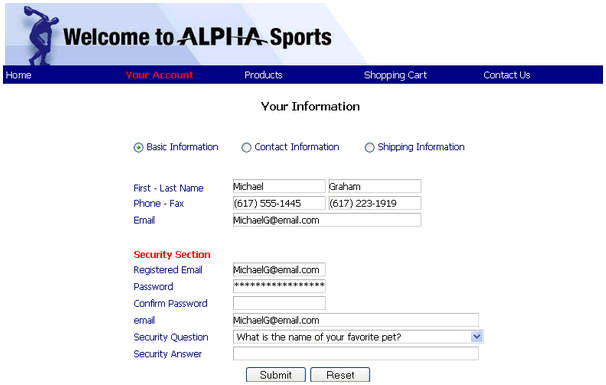 Welcome to ALPHA Sports
Home Your Account Products Shopping Cart Contact Us
Your Information
Basic Information Contact Information Shipping Information
First - Last Name Michael Graham
Phone - Fax (617) 555-1445 (617) 223-1919
Email MichaelG@email.com
Security Section
Registered Email MichaelG@email.com
Password *****************
Confirm Password
email MichaelG@email.com
Security Question What is the name of your favorite pet?
Security Answer
Submit Reset